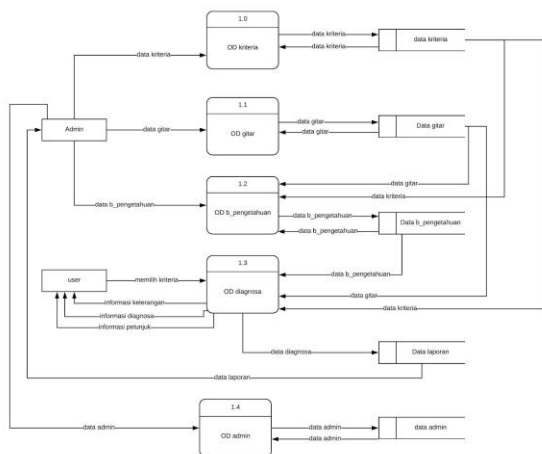 1.0
data kriteria
data kriteria
data kriteria
OD kriteria
data kriteria
1.1
data gitar
Admin
data gitar
data gitar
OD gitar
Data gitar
1.2
data gitar
data kriteria
data b_pengetahuan
OD b_pengetahuan
data b_pengetahuan
data b_pengetahuan
Data b_pengetahuan
1.3
data b_pengetahuan
user
memilih kriteria
OD diagnosa
data gitar
informasi keterangan
data kriteria
informasi diagnosa
informasi petunjuk
data diagnosa
Data laporan
data laporan
1.4
data admin
data admin
data admin
OD admin
data admin